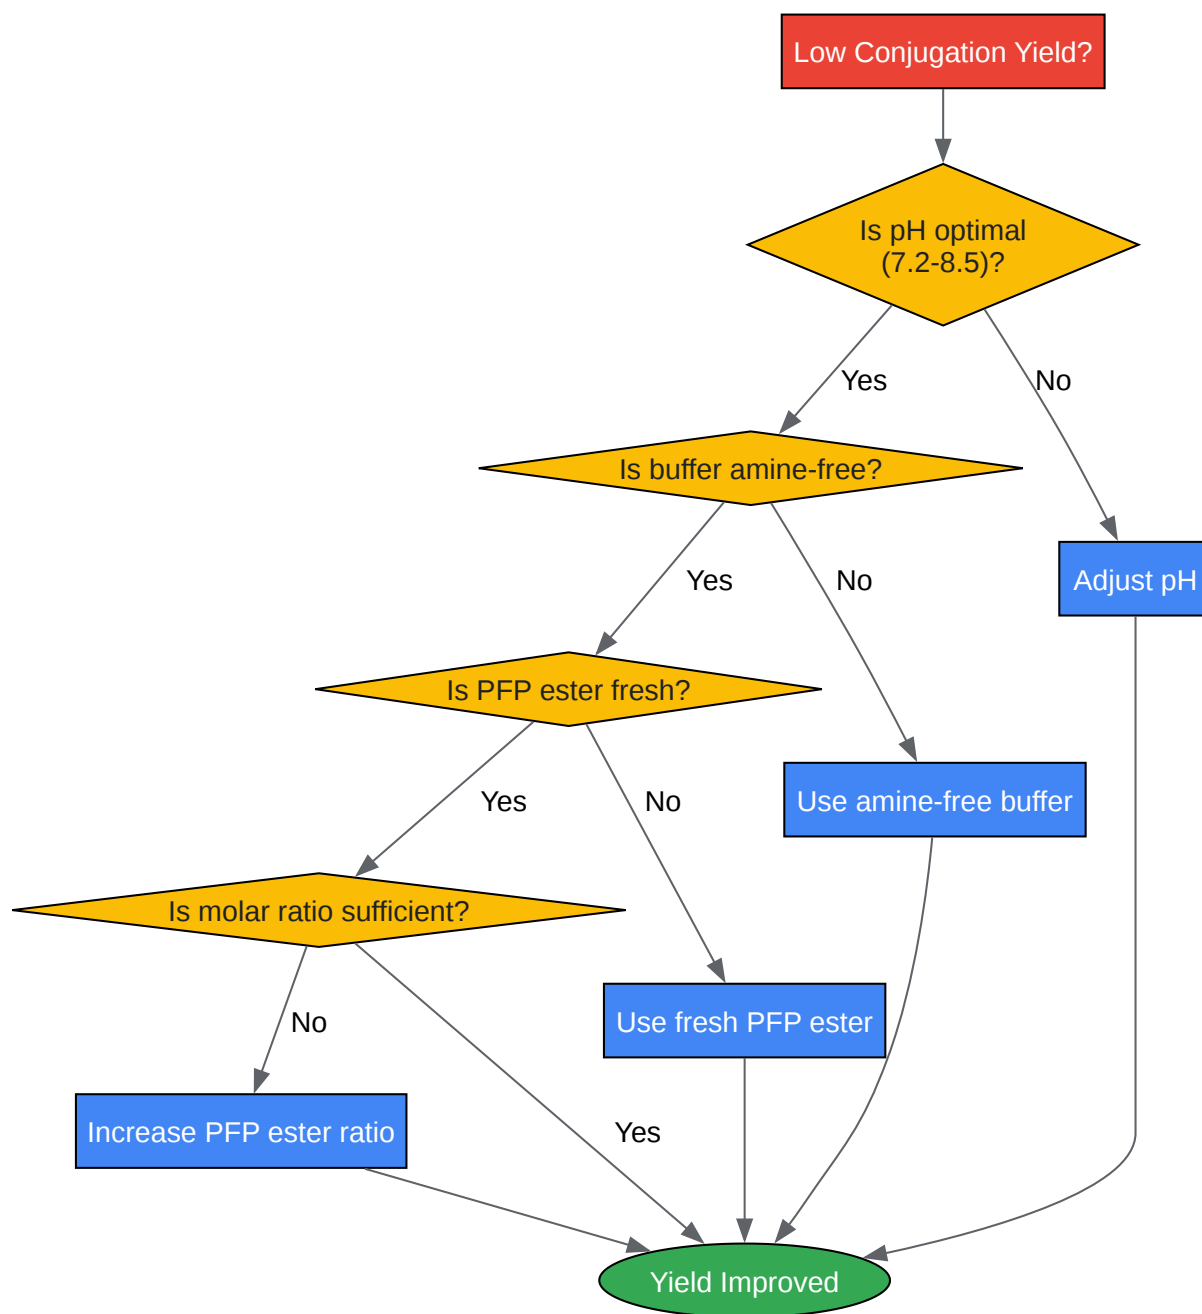 Low Conjugation Yield?
Is pH optimal
(7.2-8.5)?
Yes
No
Is buffer amine-free?
Yes
No
Adjust pH
Is PFP ester fresh?
Yes
No
Use amine-free buffer
Is molar ratio sufficient?
No
Yes
Use fresh PFP ester
Increase PFP ester ratio
Yield Improved